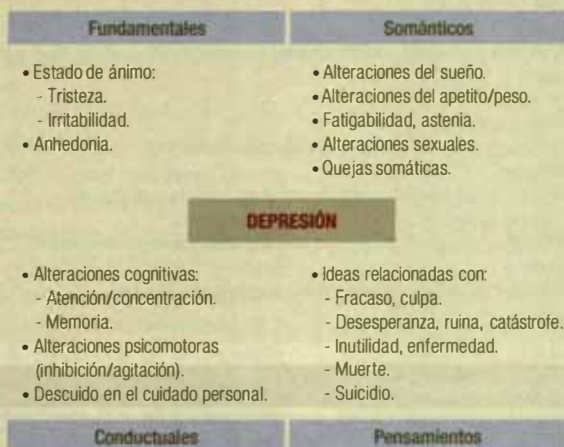 Fundamentales
• Estado de ánimo:
- Tristeza.
- Irritabilidad.
• Anhedonia.
Sománticos
• Alteraciones del sueño.
• Alteraciones del apetito/peso.
• Fatigabilidad, astenia.
• Alteraciones sexuales.
• Quejas somáticas.
DEPRESIÓN
• Alteraciones cognitivas:
- Atención/concentración.
- Memoria.
• Alteraciones psicomotoras
(inhibición/agitación).
• Descuido en el cuidado personal.
Conductuales
• Ideas relacionadas con:
- Fracaso, culpa.
- Desesperanza, ruina, catástrofe.
- Inutilidad, enfermedad.
- Muerte.
- Suicidio.
Pensamientos